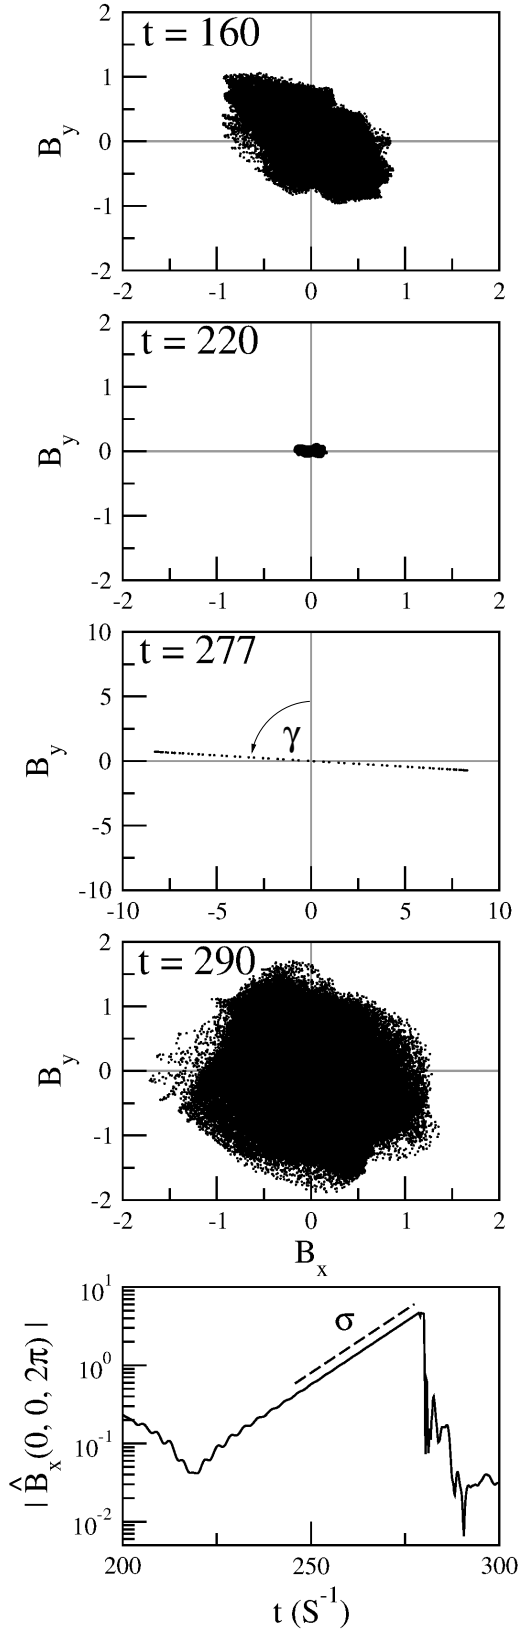 t = 160
2
1
0
-1
-2
B_y
-2 -1 0 1 2
t = 220
2
1
0
-1
-2
B_y
-2 -1 0 1 2
t = 277
10
5
0
-5
-10
B_y
γ
-10 -5 0 5 10
t = 290
2
1
0
-1
-2
B_y
-2 -1 0 1 2
B_x
10^1
10^0
10^-1
10^-2
| B̂_x(0, 0, 2π) |
σ
200 250 300
t (S^-1)